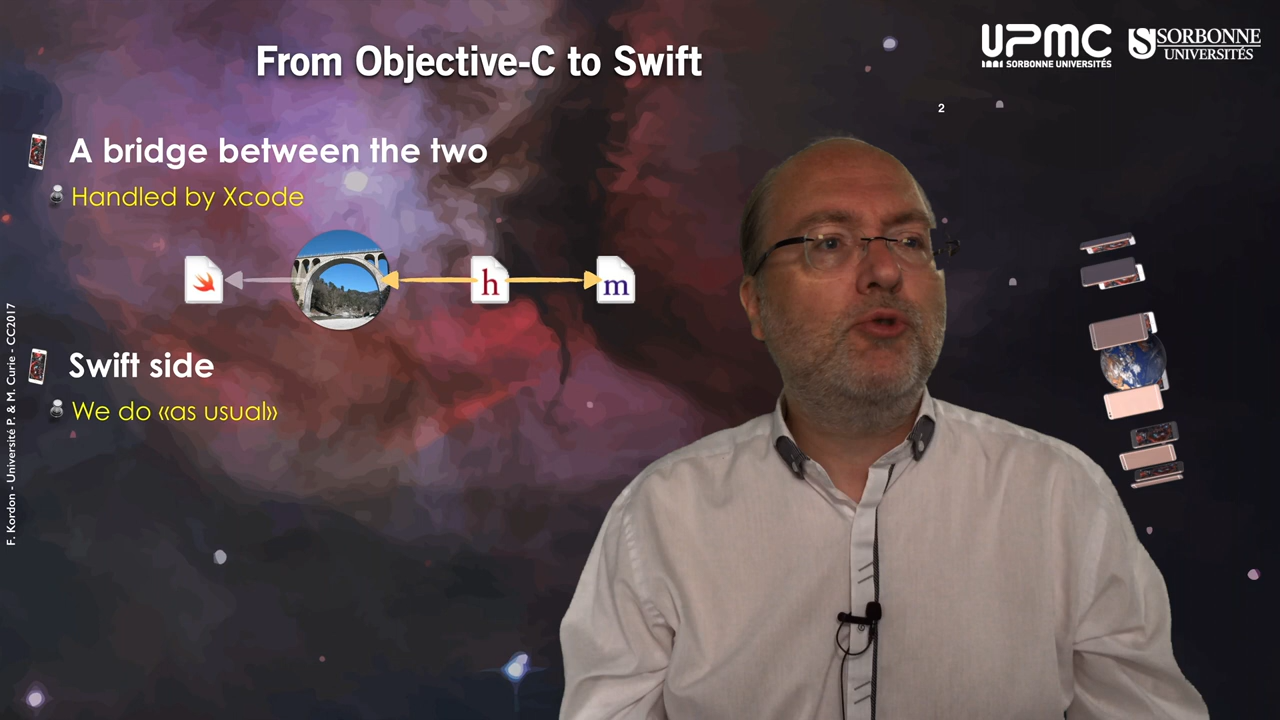 From Objective-C to Swift
UPMC
SORBONNE UNIVERSITÉS
SORBONNE
UNIVERSITÉS
2
A bridge between the two
Handled by Xcode
h
m
Swift side
We do «as usual»
F. Kordon - Université P. & M. Curie - CC2017